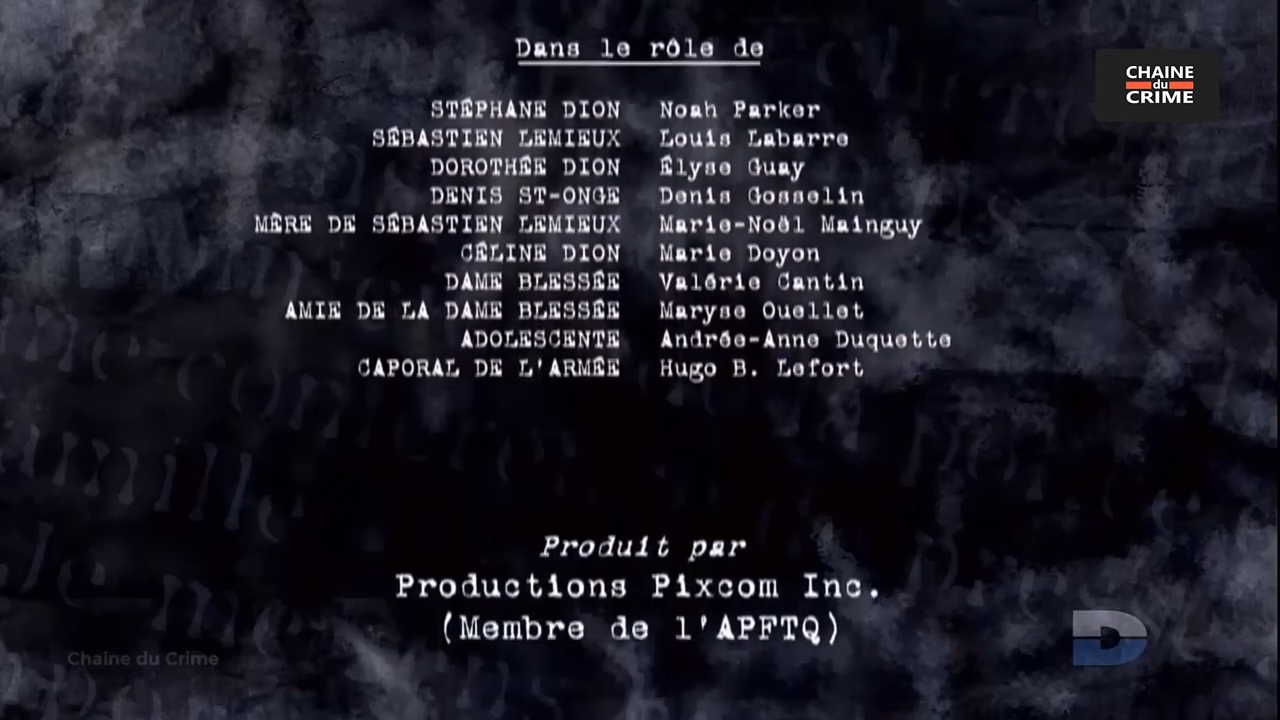 Dans le rôle de
CHAINE
du
CRIME
STÉPHANE DION Noah Parker
SÉBASTIEN LEMIEUX Louis Labarre
DOROTHÉE DION Élyse Guay
DENIS ST-ONGE Denis Gosselin
MÈRE DE SÉBASTIEN LEMIEUX Marie-Noël Mainguy
CÉLINE DION Marie Doyon
DAME BLESSÉE Valérie Cantin
AMIE DE LA DAME BLESSÉE Maryse Ouellet
ADOLESCENTE Andrée-Anne Duquette
CAPORAL DE L'ARMÉE Hugo B. Lefort
Produit par
Productions Pixcom Inc.
(Membre de l'APFTQ)
D
Chaine du Crime